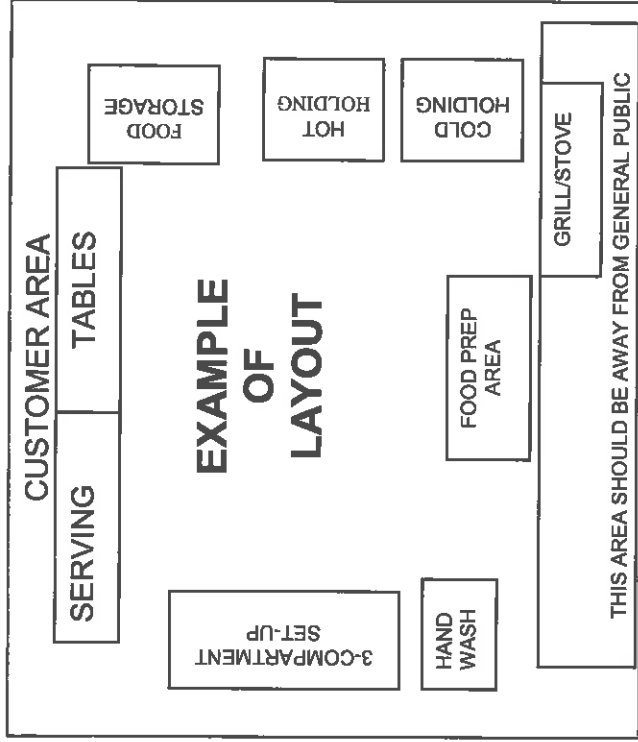 CUSTOMER AREA
SERVING
TABLES
FOOD
STORAGE
3-COMPARTMENT
SET-UP
EXAMPLE
OF
LAYOUT
HOT
HOLDING
COLD
HOLDING
HAND
WASH
FOOD PREP
AREA
GRILL/STOVE
THIS AREA SHOULD BE AWAY FROM GENERAL PUBLIC